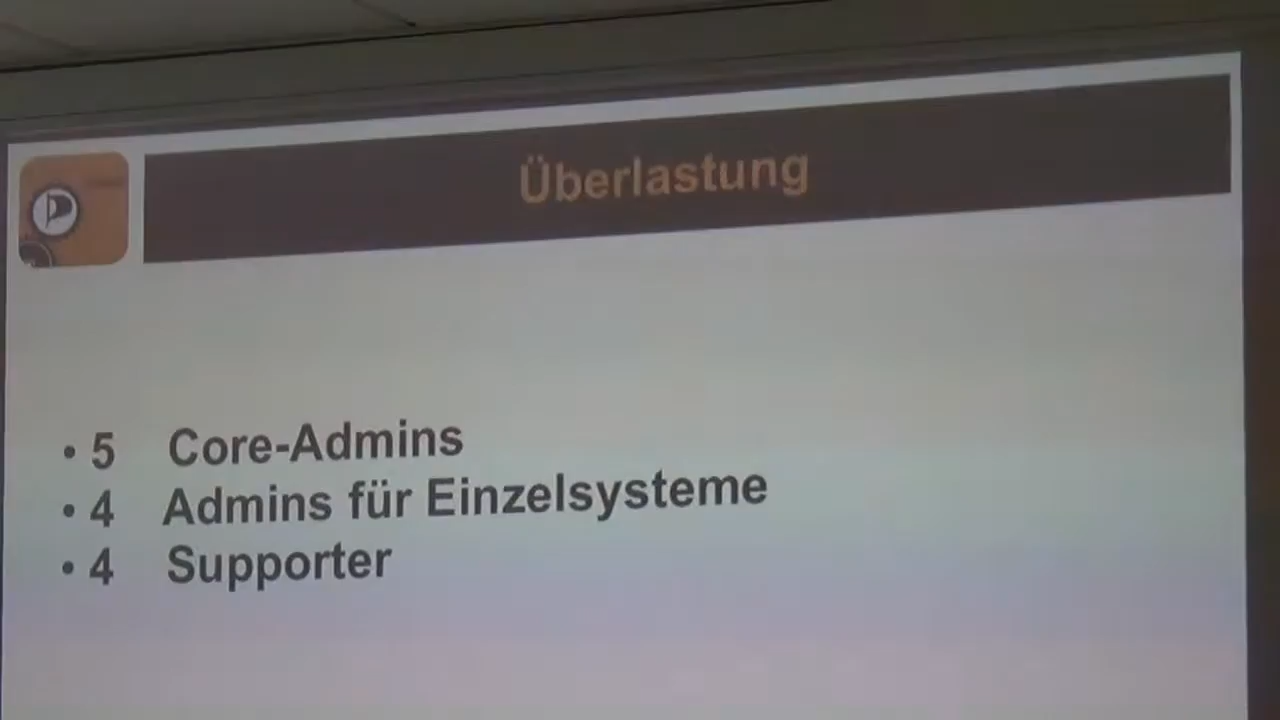 Überlastung
• 5 Core-Admins
• 4 Admins für Einzelsysteme
• 4 Supporter